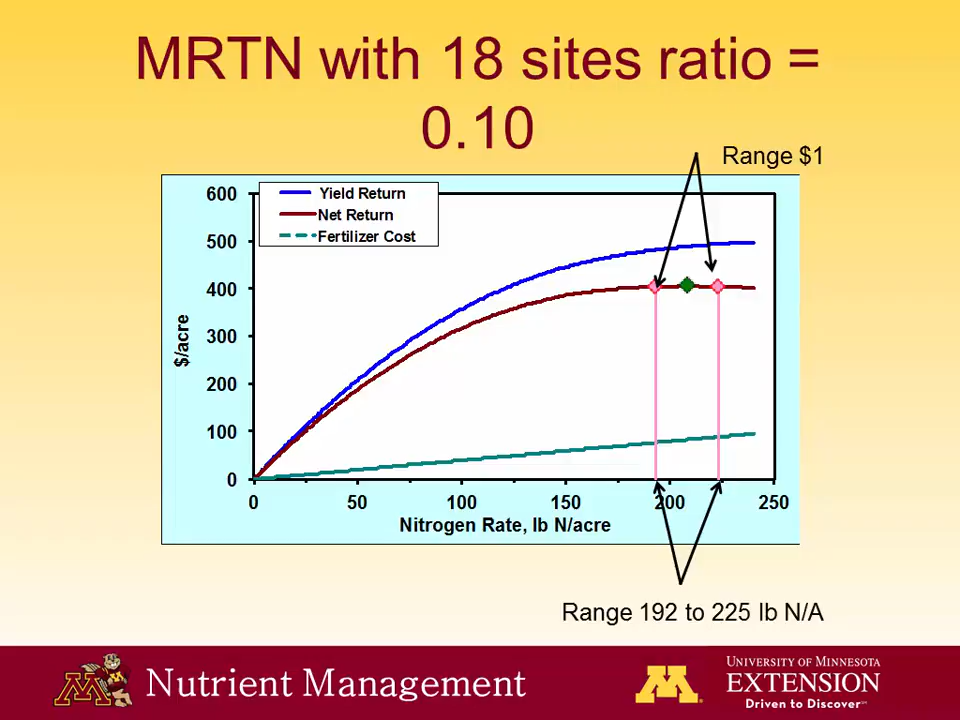 MRTN with 18 sites ratio =
0.10
Range $1
Yield Return
Net Return
Fertilizer Cost
600
500
400
300
200
100
0
$/acre
0 50 100 150 200 250
Nitrogen Rate, lb N/acre
Range 192 to 225 lb N/A
M
Nutrient Management
M
UNIVERSITY OF MINNESOTA
EXTENSION
Driven to Discover℠